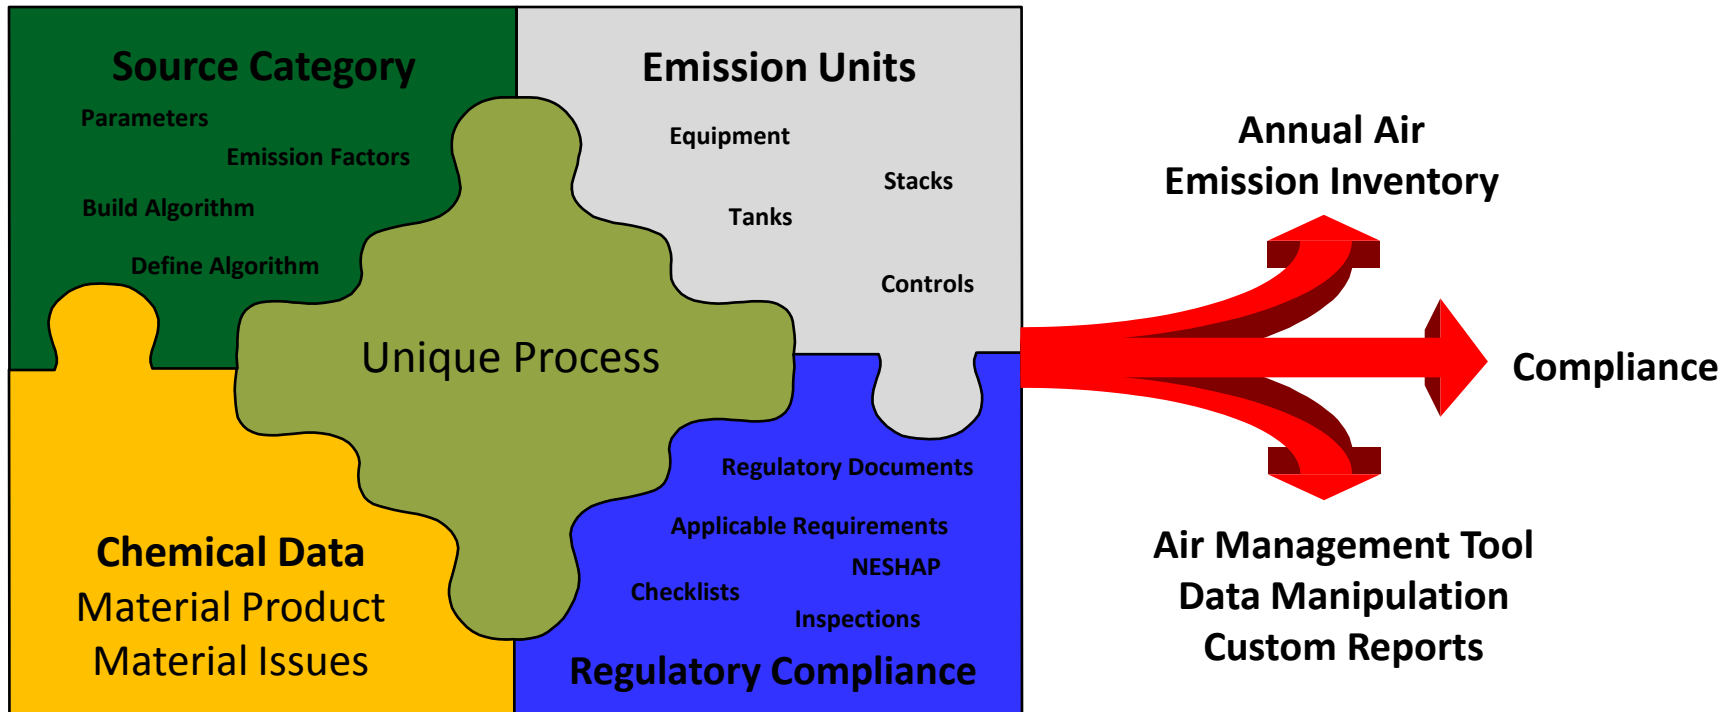 Source Category
Parameters
Emission Factors
Build Algorithm
Define Algorithm
Emission Units
Equipment
Stacks
Tanks
Controls
Unique Process
Chemical Data
Material Product
Material Issues
Regulatory Documents
Applicable Requirements
NESHAP
Checklists
Inspections
Regulatory Compliance
Annual Air
Emission Inventory
Compliance
Air Management Tool
Data Manipulation
Custom Reports